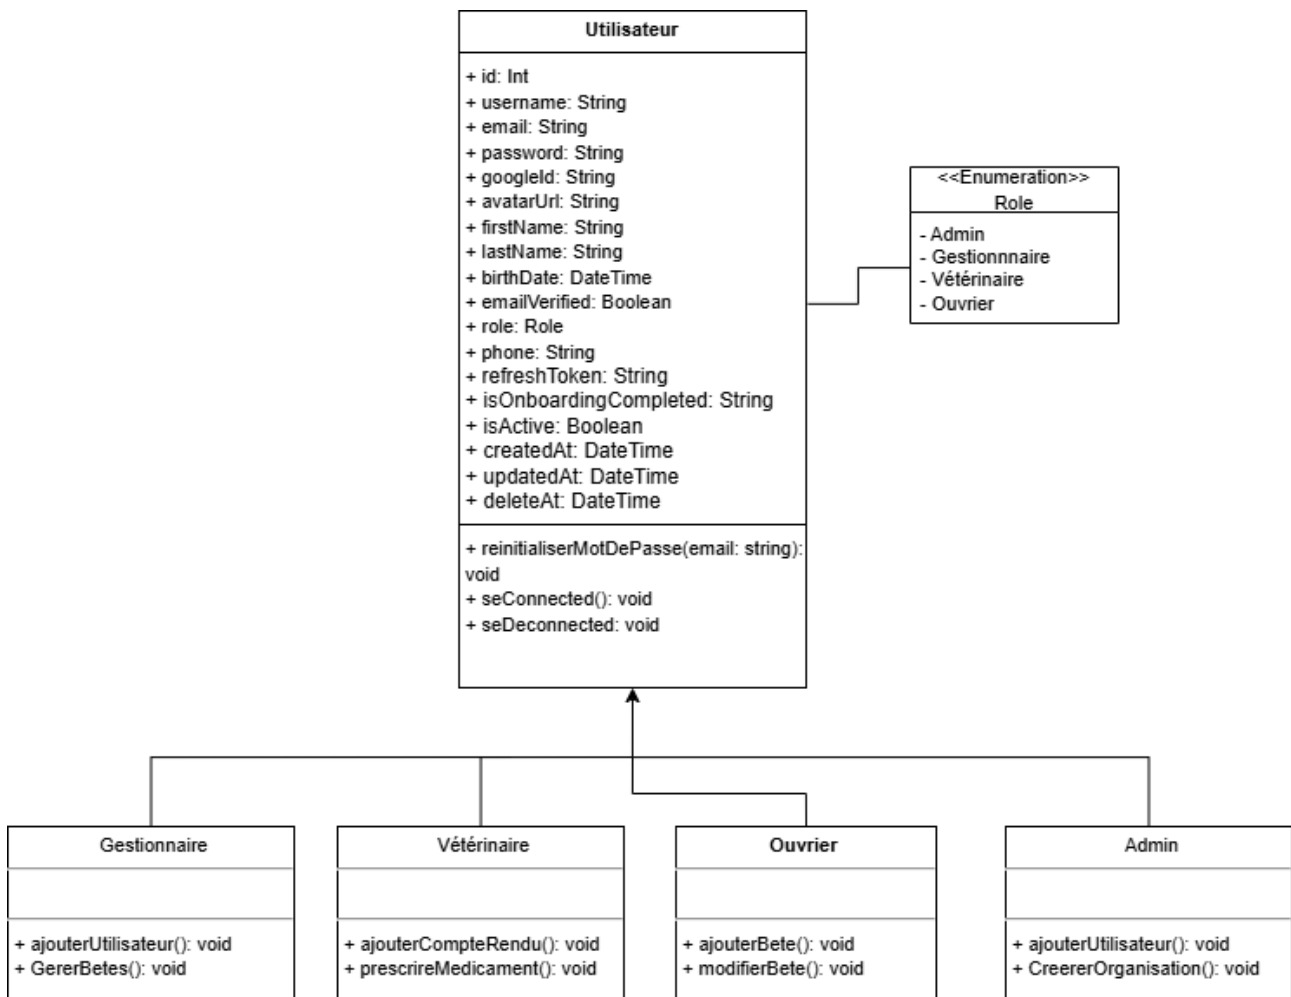 Utilisateur
+ id: Int
+ username: String
+ email: String
+ password: String
+ googleId: String
+ avatarUrl: String
+ firstName: String
+ lastName: String
+ birthDate: DateTime
+ emailVerified: Boolean
+ role: Role
+ phone: String
+ refreshToken: String
+ isOnboardingCompleted: String
+ isActive: Boolean
+ createdAt: DateTime
+ updatedAt: DateTime
+ deleteAt: DateTime
+ reinitialiserMotDePasse(email: string):
void
+ seConnected(): void
+ seDeconnected: void
<<Enumeration>>
Role
- Admin
- Gestionnnaire
- Vétérinaire
- Ouvrier
Gestionnaire
+ ajouterUtilisateur(): void
+ GererBetes(): void
Vétérinaire
+ ajouterCompteRendu(): void
+ prescrireMedicament(): void
Ouvrier
+ ajouterBete(): void
+ modifierBete(): void
Admin
+ ajouterUtilisateur(): void
+ CreererOrganisation(): void